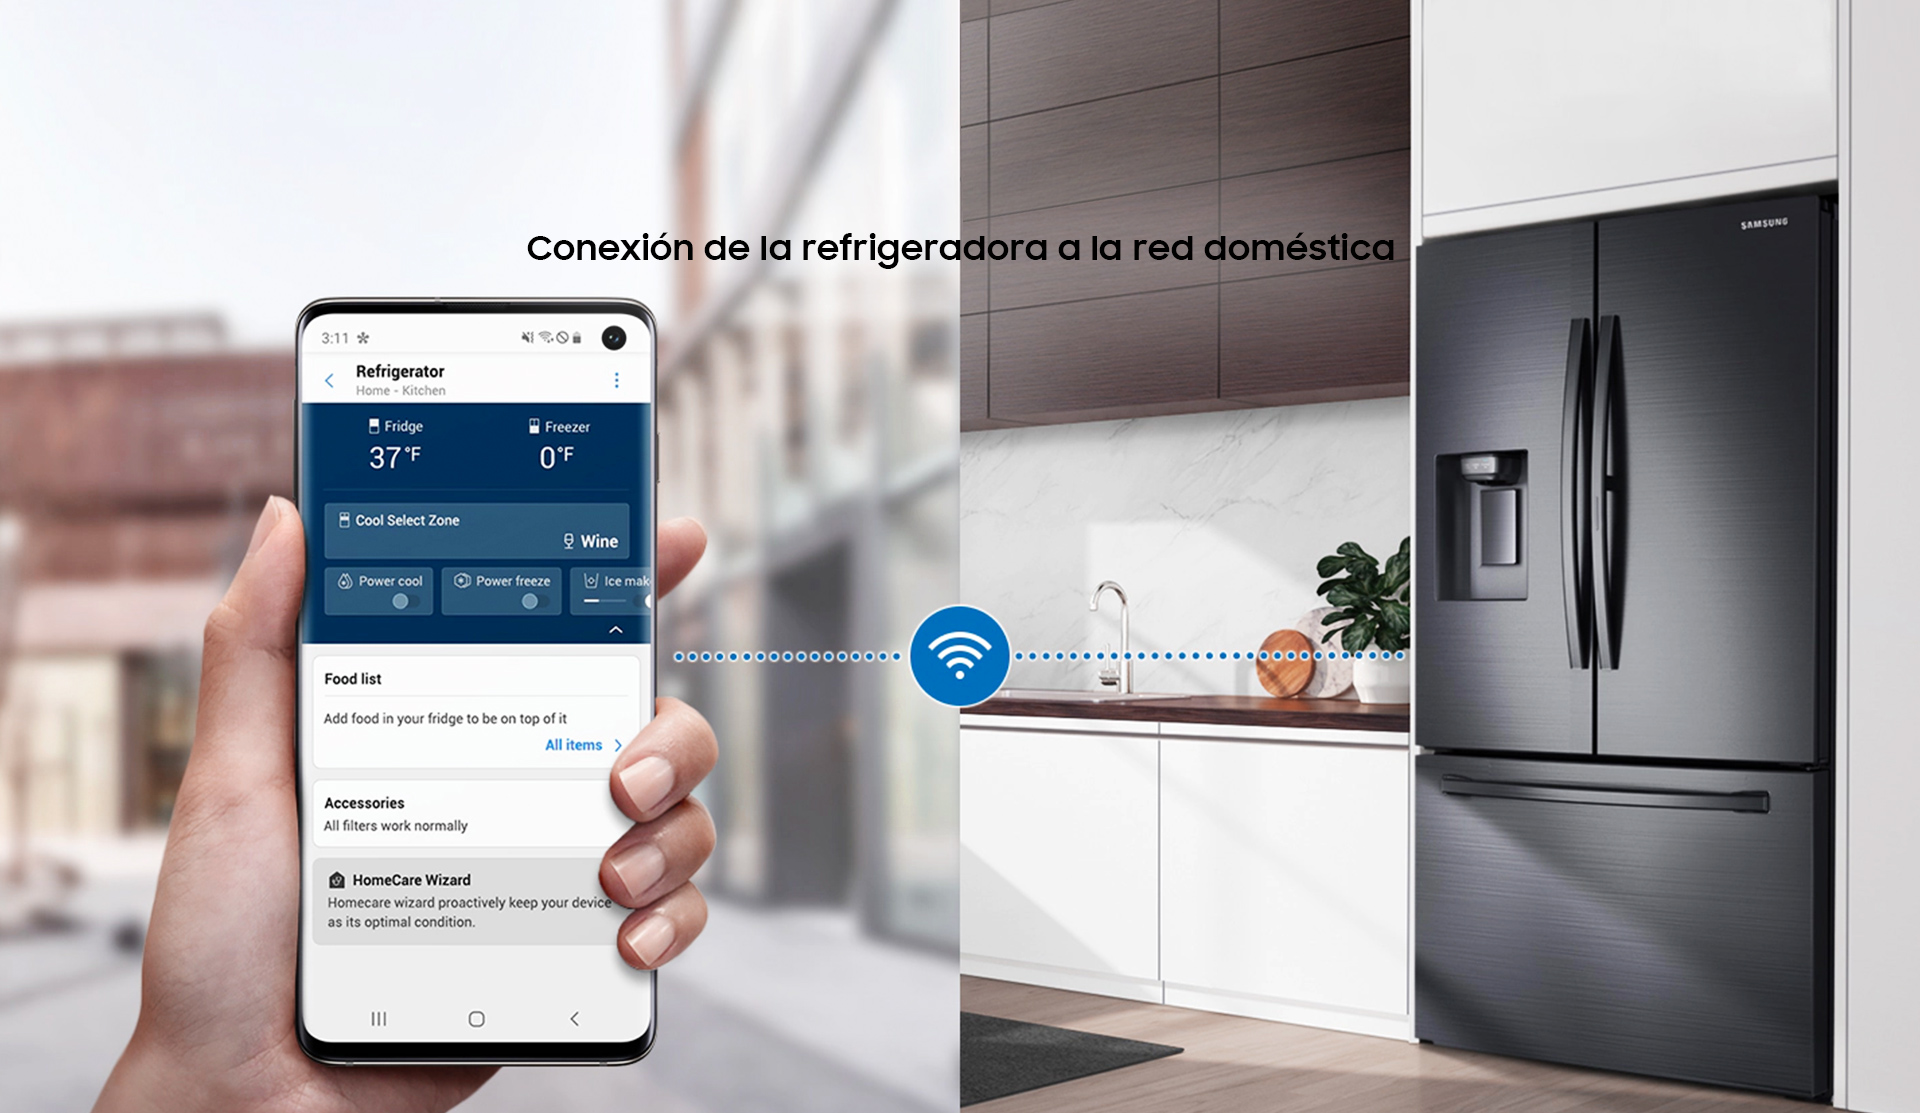 Conexión de la refrigeradora a la red doméstica
SAMSUNG
3:11
Refrigerator
Home - Kitchen
Fridge
Freezer
37°F
0°F
Cool Select Zone
Wine
Power cool
Power freeze
Ice mak
Food list
Add food in your fridge to be on top of it
All items
Accessories
All filters work normally
HomeCare Wizard
Homecare wizard proactively keep your device
as its optimal condition.